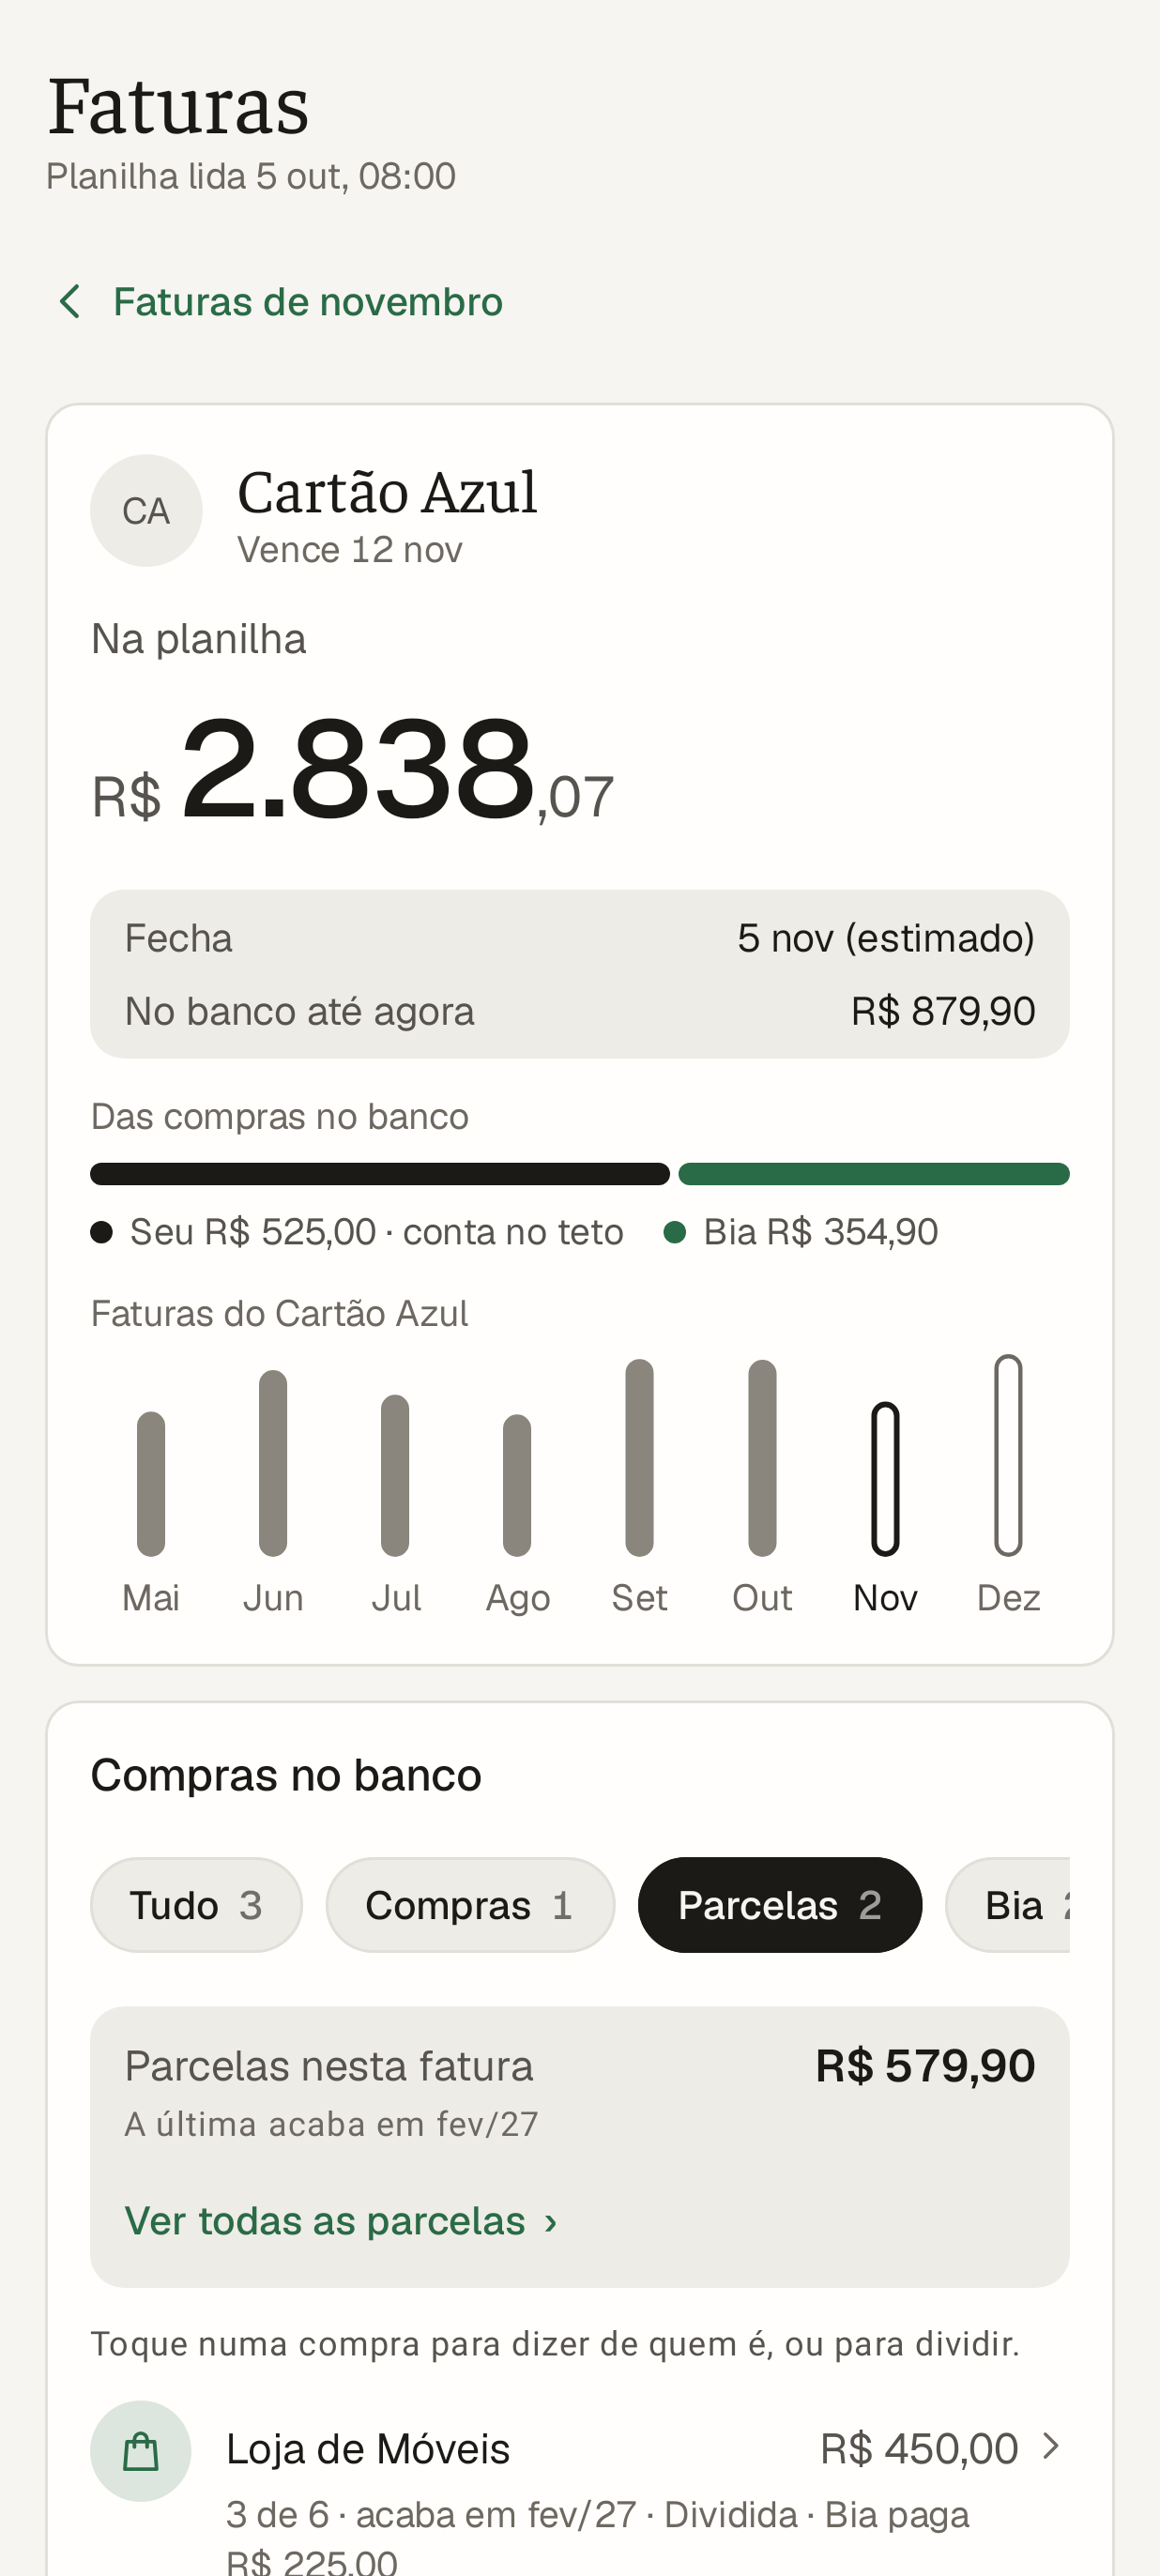 Faturas
Planilha lida 5 out, 08:00
Faturas de novembro
CA
Cartão Azul
Vence 12 nov
Na planilha
R$ 2.838,07
Fecha 5 nov (estimado)
No banco até agora R$ 879,90
Das compras no banco
Seu R$ 525,00 · conta no teto Bia R$ 354,90
Faturas do Cartão Azul
Mai Jun Jul Ago Set Out Nov Dez
Compras no banco
Tudo 3 Compras 1 Parcelas 2 Bia
Parcelas nesta fatura R$ 579,90
A última acaba em fev/27
Ver todas as parcelas ›
Toque numa compra para dizer de quem é, ou para dividir.
Loja de Móveis R$ 450,00
3 de 6 · acaba em fev/27 · Dividida · Bia paga
R$ 225,00